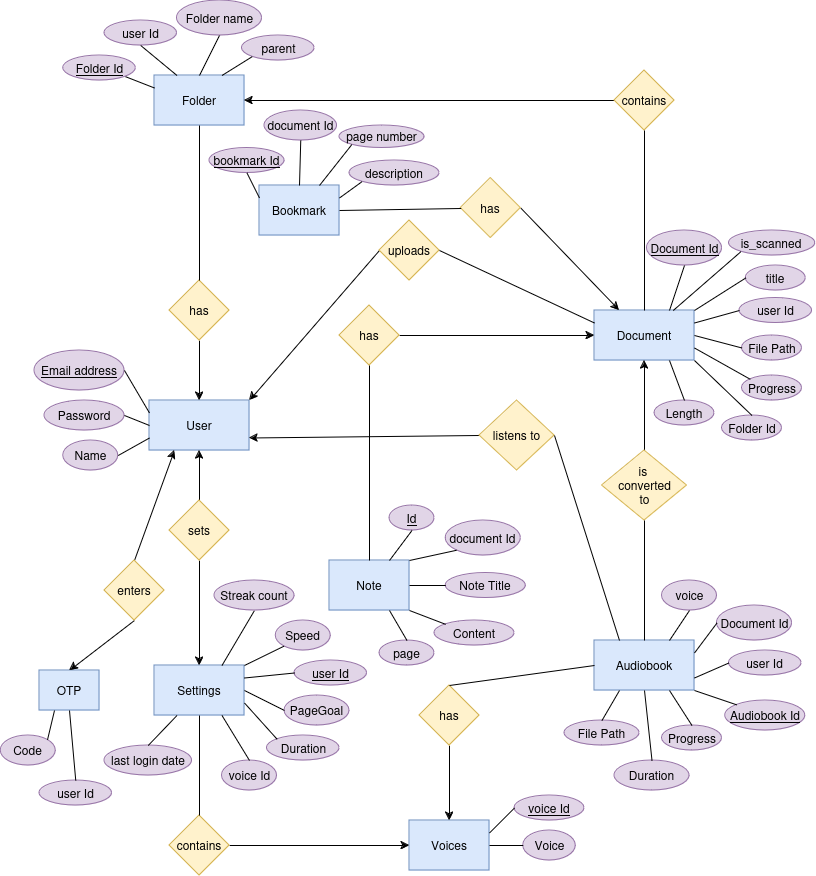 Folder name
user Id
parent
Folder Id
Folder
contains
document Id
page number
bookmark Id
description
Bookmark
has
uploads
Document Id
is_scanned
title
user Id
File Path
Progress
Folder Id
Length
Document
has
has
Email address
Password
Name
User
listens to
is
converted
to
sets
enters
Id
document Id
Note Title
Content
page
Note
Streak count
Speed
user Id
PageGoal
Duration
voice Id
last login date
Settings
OTP
Code
user Id
voice
Document Id
user Id
Audiobook Id
Progress
Duration
File Path
Audiobook
has
contains
voice Id
Voice
Voices